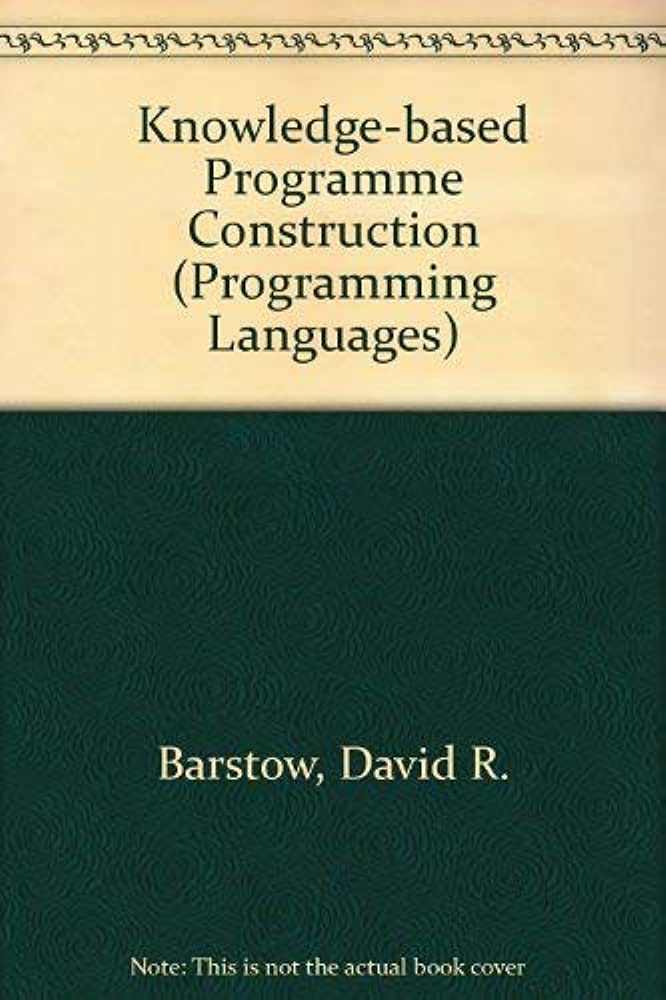 Knowledge-based
Programme
Construction
(Programming
Languages)
Barstow, David R.
Note: This is not the actual book cover